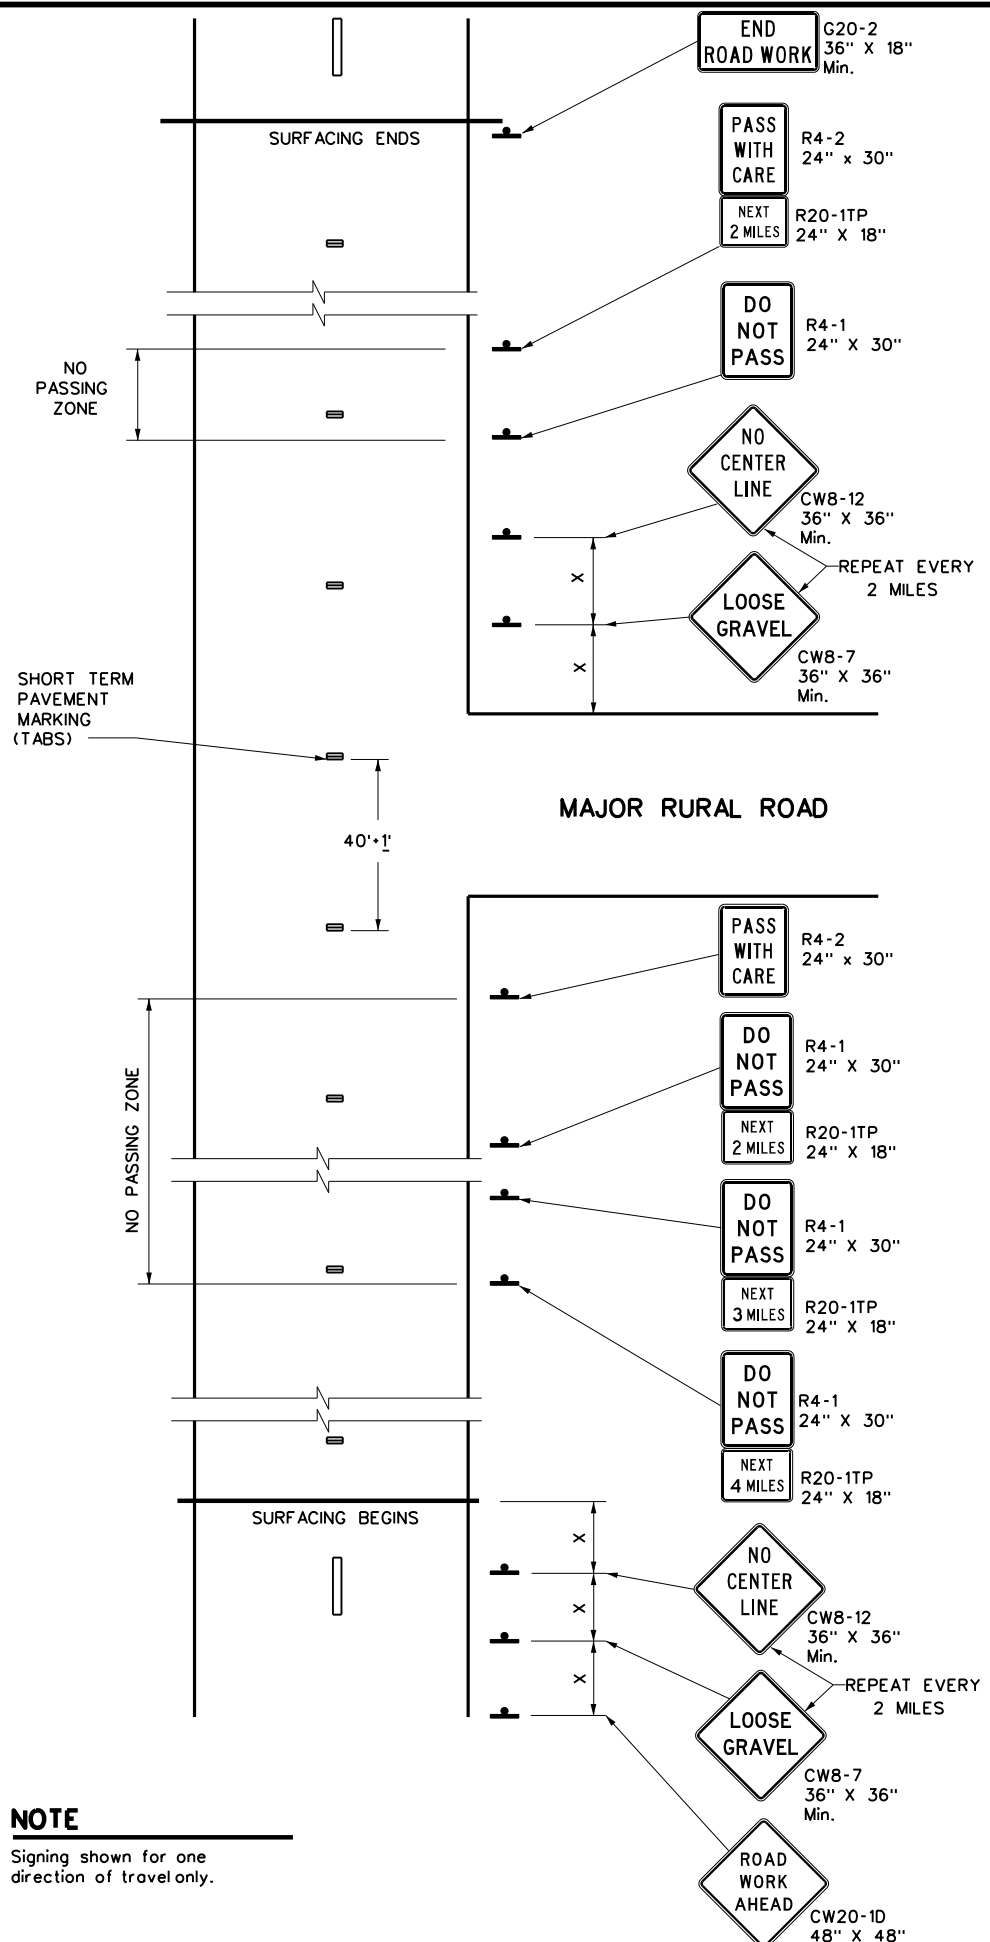 END
ROAD WORK
G20-2
36" X 18"
Min.
SURFACING ENDS
PASS
WITH
CARE
R4-2
24" x 30"
NEXT
2 MILES
R20-1TP
24" X 18"
DO
NOT
PASS
R4-1
24" X 30"
NO
PASSING
ZONE
NO
CENTER
LINE
CW8-12
36" X 36"
Min.
X
REPEAT EVERY
2 MILES
LOOSE
GRAVEL
CW8-7
36" X 36"
Min.
X
SHORT TERM
PAVEMENT
MARKING
(TABS)
40'+1'
MAJOR RURAL ROAD
PASS
WITH
CARE
R4-2
24" x 30"
DO
NOT
PASS
R4-1
24" X 30"
NEXT
2 MILES
R20-1TP
24" X 18"
NO PASSING ZONE
DO
NOT
PASS
R4-1
24" X 30"
NEXT
3 MILES
R20-1TP
24" X 18"
DO
NOT
PASS
R4-1
24" X 30"
NEXT
4 MILES
R20-1TP
24" X 18"
SURFACING BEGINS
X
NO
CENTER
LINE
CW8-12
36" X 36"
Min.
X
REPEAT EVERY
2 MILES
X
LOOSE
GRAVEL
CW8-7
36" X 36"
Min.
ROAD
WORK
AHEAD
CW20-1D
48" X 48"
NOTE
Signing shown for one
direction of travel only.